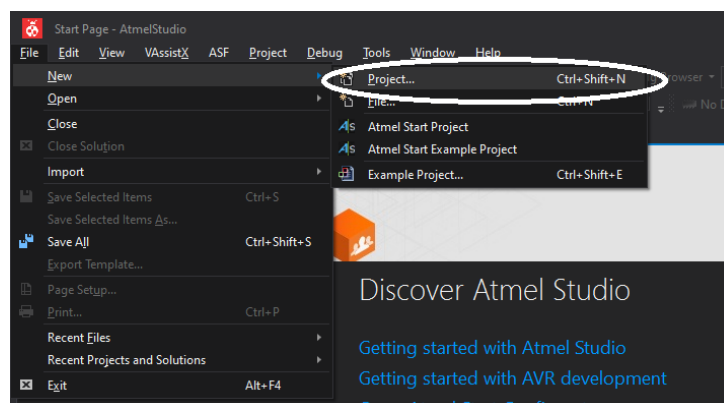 Start Page - AtmelStudio
File Edit View VAssistX ASF Project Debug Tools Window Help
New
Project... Ctrl+Shift+N
Open
File... Ctrl+N
Close
Atmel Start Project
Close Solution
Atmel Start Example Project
Import
Example Project... Ctrl+Shift+E
Save Selected Items Ctrl+S
Save Selected Items As...
Save All Ctrl+Shift+S
Export Template...
Page Setup...
Print... Ctrl+P
Recent Files
Recent Projects and Solutions
Exit Alt+F4
Discover Atmel Studio
Getting started with Atmel Studio
Getting started with AVR development